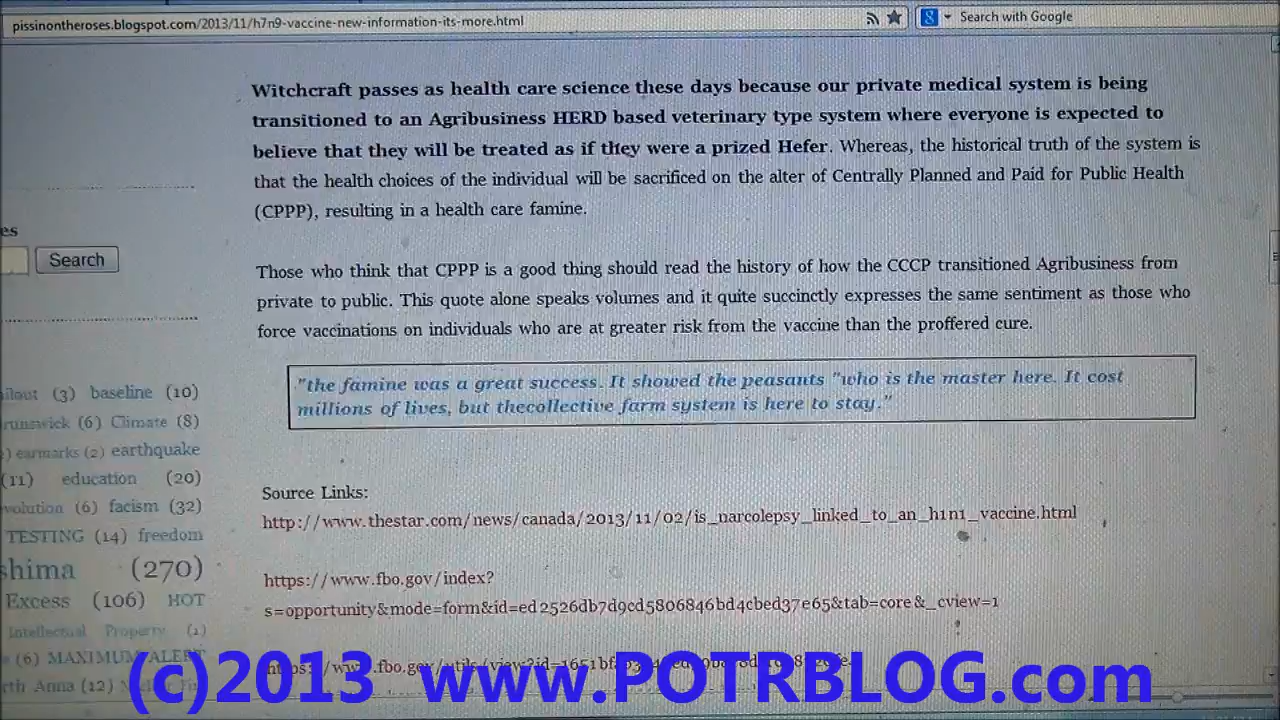 pissinontheroses.blogspot.com/2013/11/h7n9-vaccine-new-information-its-more.html
Search with Google
Witchcraft passes as health care science these days because our private medical system is being
transitioned to an Agribusiness HERD based veterinary type system where everyone is expected to
believe that they will be treated as if they were a prized Hefer. Whereas, the historical truth of the system is
that the health choices of the individual will be sacrificed on the alter of Centrally Planned and Paid for Public Health
(CPPP), resulting in a health care famine.
es
Search
Those who think that CPPP is a good thing should read the history of how the CCCP transitioned Agribusiness from
private to public. This quote alone speaks volumes and it quite succinctly expresses the same sentiment as those who
force vaccinations on individuals who are at greater risk from the vaccine than the proffered cure.
"the famine was a great success. It showed the peasants "who is the master here. It cost
millions of lives, but thecollective farm system is here to stay."
(3) baseline (10)
(6) Climate (8)
earmarks (2) earthquake
(11) education (20)
(6) facism (32)
TESTING (14) freedom
shima (270)
Excess (106) HOT
Intellectual Property (1)
(6) MAXIMUM ALERT
rth Anna (12)
Source Links:
http://www.thestar.com/news/canada/2013/11/02/is_narcolepsy_linked_to_an_h1n1_vaccine.html
https://www.fbo.gov/index?
s=opportunity&mode=form&id=ed2526db7d9cd5806846bd4cbed37e65&tab=core&_cview=1
(c)2013 www.POTRBLOG.com